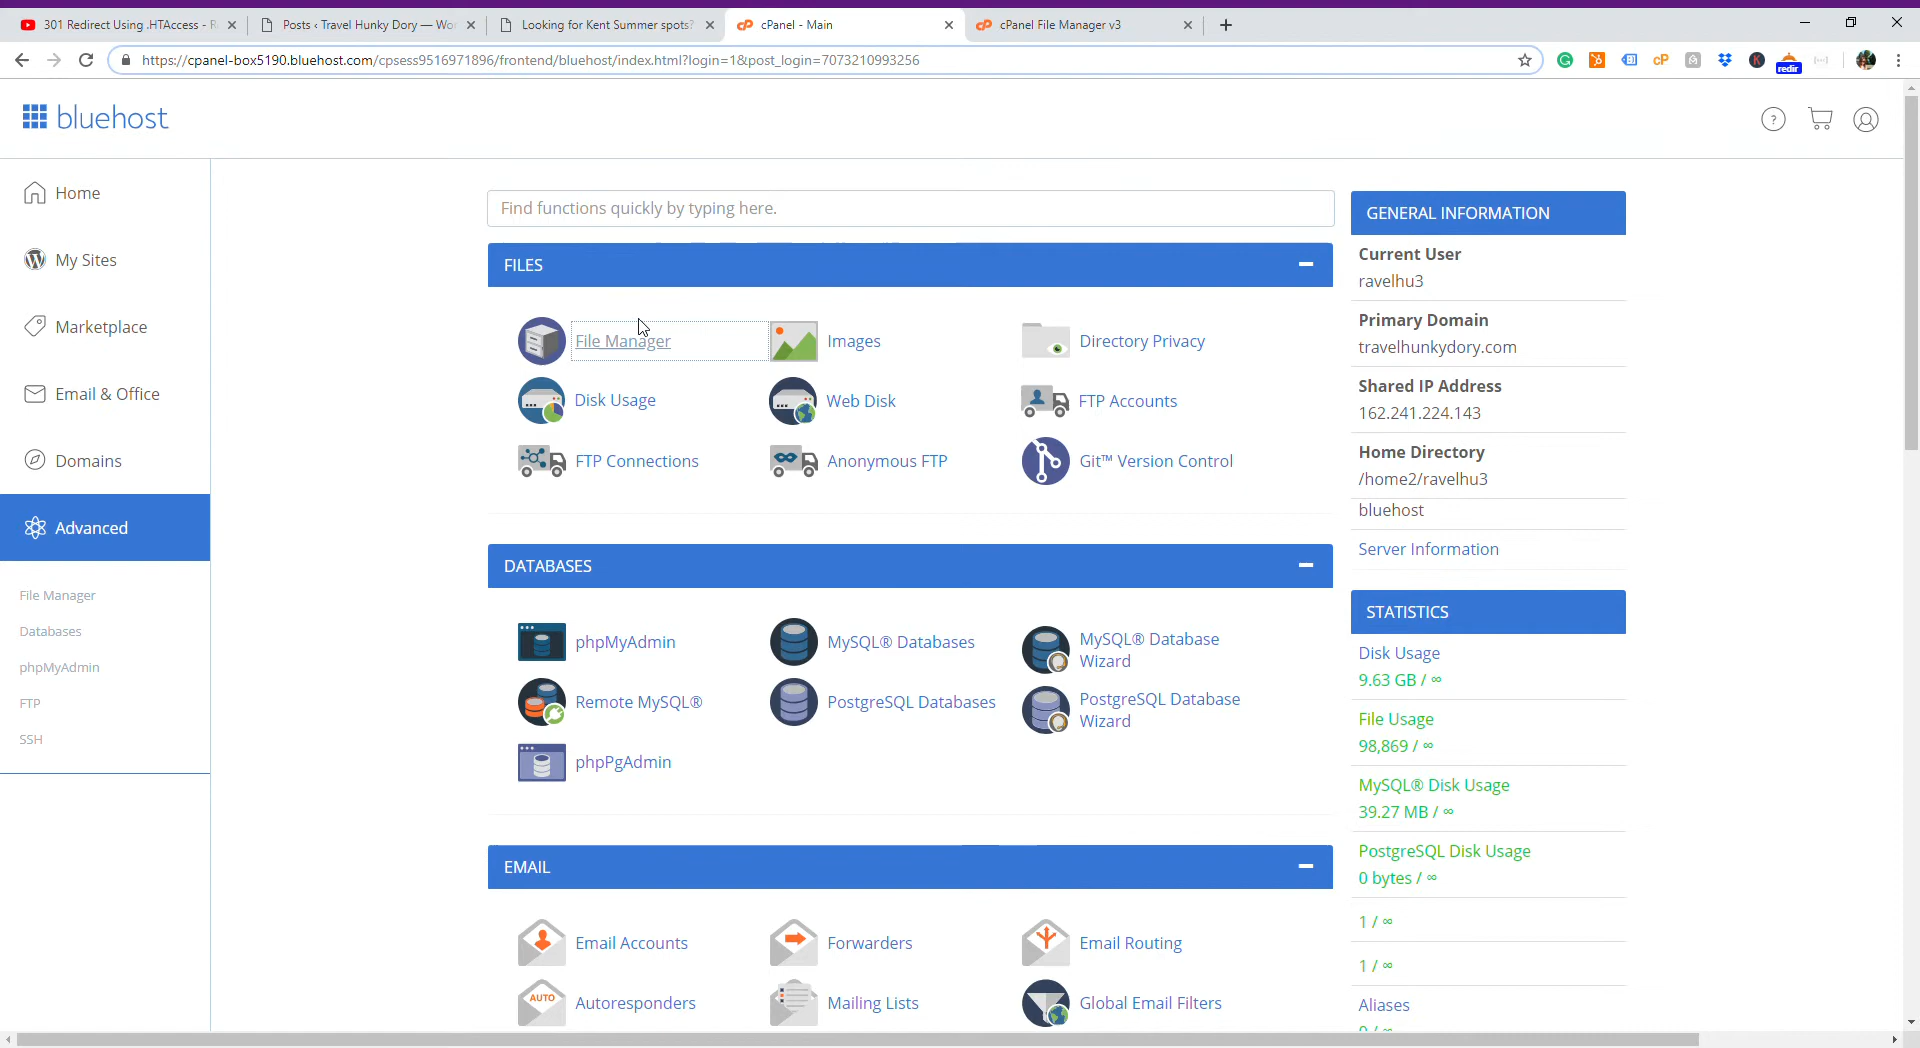 301 Redirect Using .HTAccess - R
Posts ‹ Travel Hunky Dory — Wor
Looking for Kent Summer spots?
cP cPanel - Main
cP cPanel File Manager v3
https://cpanel-box5190.bluehost.com/cpsess9516971896/frontend/bluehost/index.html?login=1&post_login=7073210993256
cP
K
redir
bluehost
?
Home
My Sites
Marketplace
Email & Office
Domains
Advanced
File Manager
Databases
phpMyAdmin
FTP
SSH
Find functions quickly by typing here.
FILES
File Manager
Images
Directory Privacy
Disk Usage
Web Disk
FTP Accounts
FTP Connections
Anonymous FTP
Git™ Version Control
DATABASES
phpMyAdmin
MySQL® Databases
MySQL® Database
Wizard
Remote MySQL®
PostgreSQL Databases
PostgreSQL Database
Wizard
phpPgAdmin
EMAIL
Email Accounts
Forwarders
Email Routing
AUTO
Autoresponders
Mailing Lists
Global Email Filters
GENERAL INFORMATION
Current User
ravelhu3
Primary Domain
travelhunkydory.com
Shared IP Address
162.241.224.143
Home Directory
/home2/ravelhu3
bluehost
Server Information
STATISTICS
Disk Usage
9.63 GB / ∞
File Usage
98,869 / ∞
MySQL® Disk Usage
39.27 MB / ∞
PostgreSQL Disk Usage
0 bytes / ∞
1 / ∞
1 / ∞
Aliases